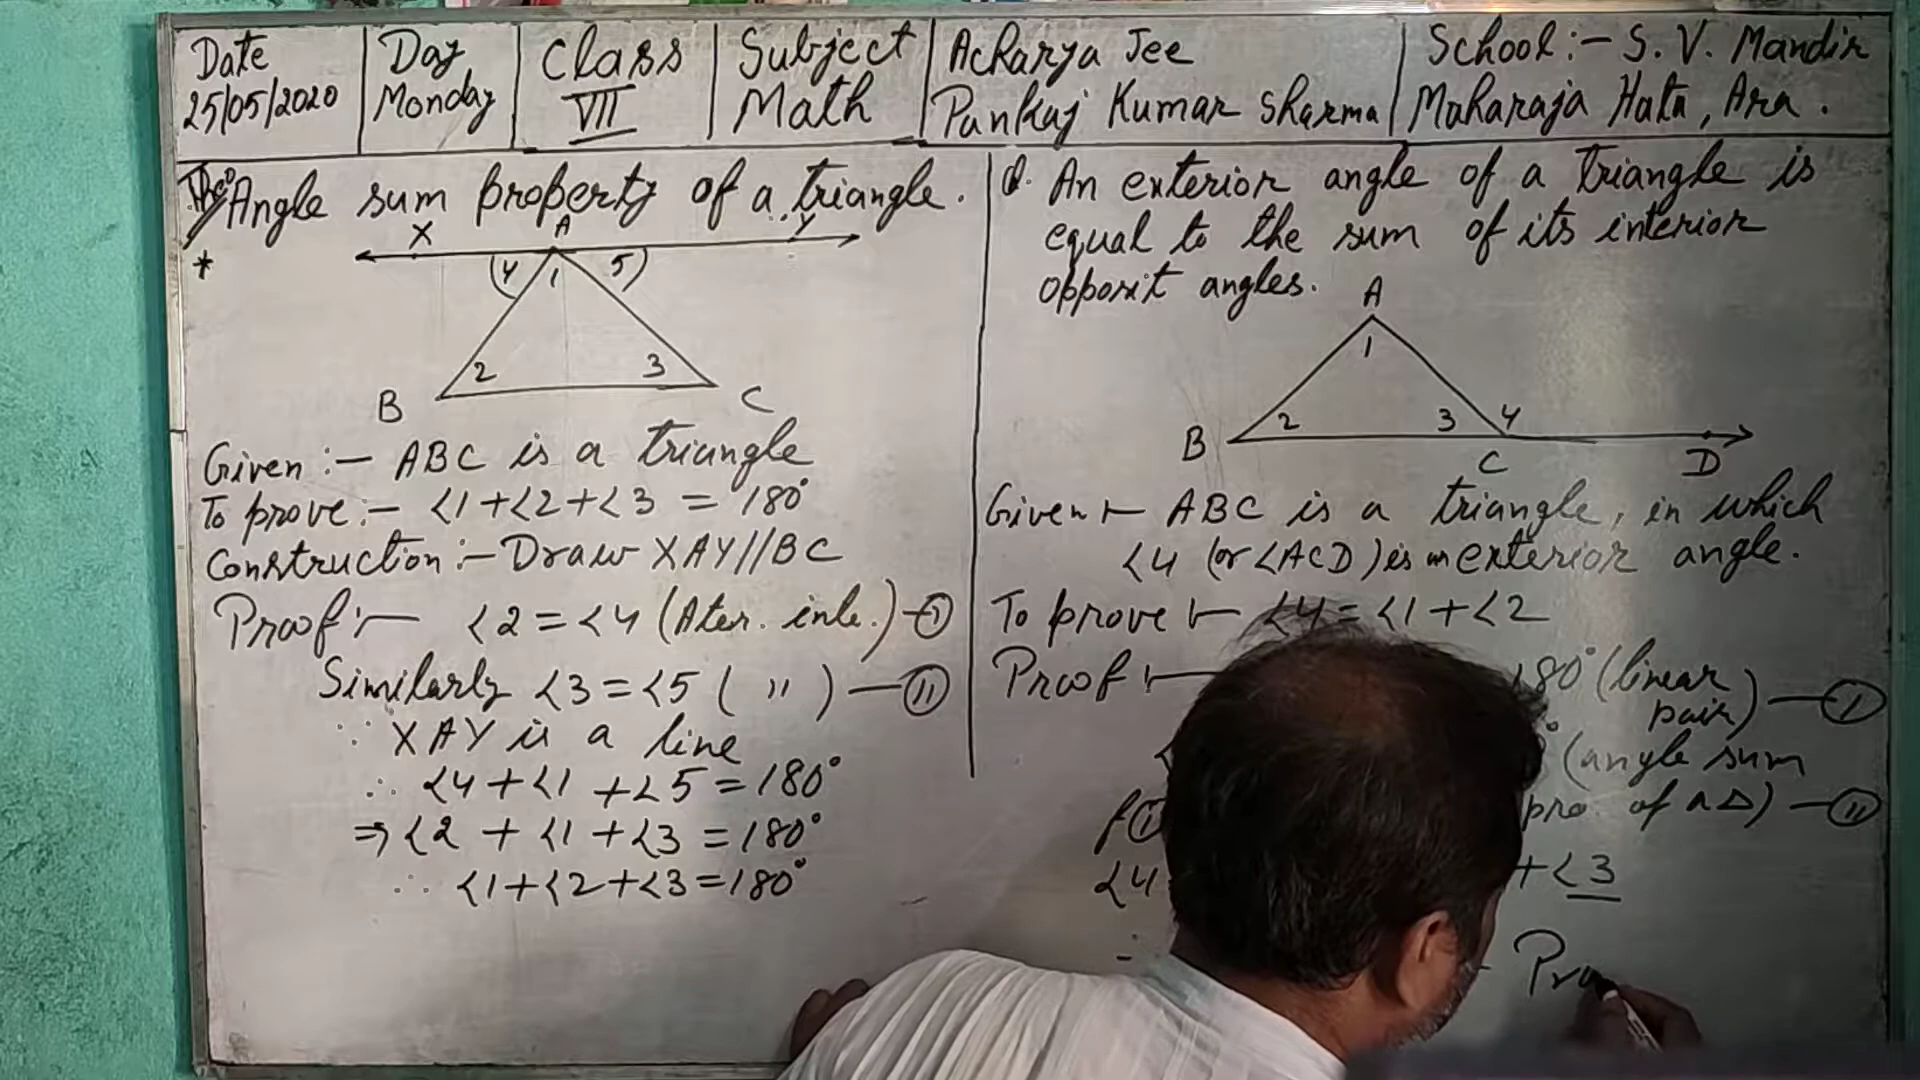 Date
25/05/2020
Day
Monday
Class
VII
Subject
Math
Acharya Jee
Pankaj Kumar Sharma
School:- S. V. Mandir
Maharaja Hata, Ara.
Angle sum property of a triangle.
*
X A Y
4 1 5
2 3
B C
Given :- ABC is a triangle
To prove:- <1+<2+<3 = 180°
Construction:- Draw XAY//BC
Proof:- <2=<4 (Ater. inte.) -(I)
Similarly <3=<5 ( " ) -(II)
∵ XAY is a line
∴ <4+<1+<5=180°
⇒<2 + <1+<3 = 180°
∴ <1+<2+<3=180°
Q. An exterior angle of a triangle is
equal to the sum of its interior
opposit angles.
A
1
2 3 4
B C D
Given :- ABC is a triangle, in which
<4 (or <ACD) is an exterior angle.
To prove :- <4=<1+<2
Proof :- 180° (linear
pair) -(I)
(angle sum
pro. of a Δ) -(II)
<4 +<3
∴ Pro